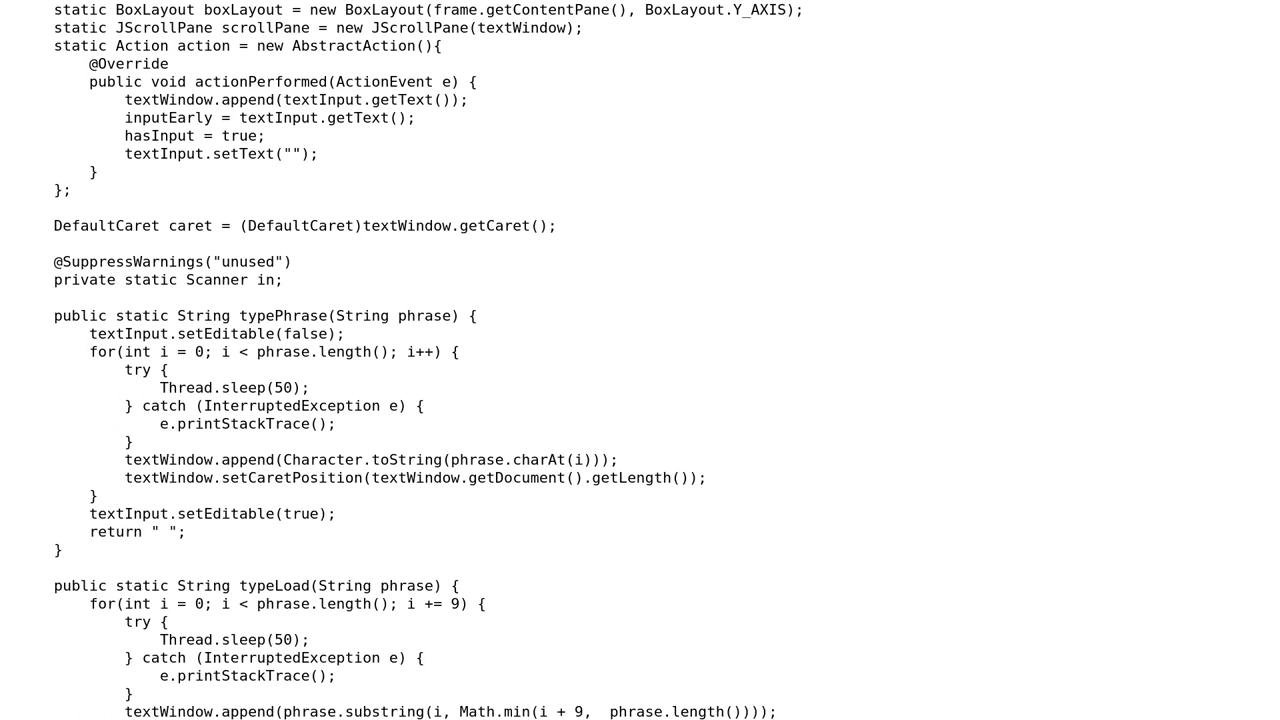 static BoxLayout boxLayout = new BoxLayout(frame.getContentPane(), BoxLayout.Y_AXIS);
static JScrollPane scrollPane = new JScrollPane(textWindow);
static Action action = new AbstractAction(){
    @Override
    public void actionPerformed(ActionEvent e) {
        textWindow.append(textInput.getText());
        inputEarly = textInput.getText();
        hasInput = true;
        textInput.setText("");
    }
};

DefaultCaret caret = (DefaultCaret)textWindow.getCaret();

@SuppressWarnings("unused")
private static Scanner in;

public static String typePhrase(String phrase) {
    textInput.setEditable(false);
    for(int i = 0; i < phrase.length(); i++) {
        try {
            Thread.sleep(50);
        } catch (InterruptedException e) {
            e.printStackTrace();
        }
        textWindow.append(Character.toString(phrase.charAt(i)));
        textWindow.setCaretPosition(textWindow.getDocument().getLength());
    }
    textInput.setEditable(true);
    return " ";
}

public static String typeLoad(String phrase) {
    for(int i = 0; i < phrase.length(); i += 9) {
        try {
            Thread.sleep(50);
        } catch (InterruptedException e) {
            e.printStackTrace();
        }
        textWindow.append(phrase.substring(i, Math.min(i + 9,  phrase.length())));